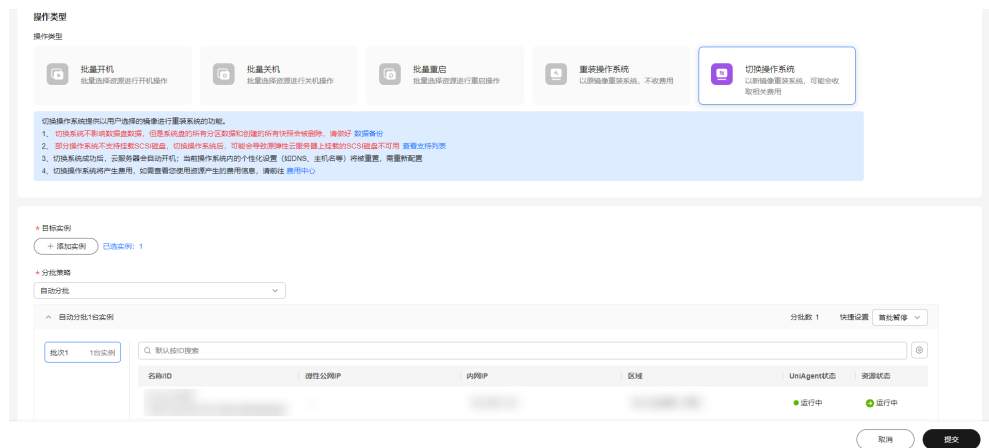 操作类型
操作类型
批量开机
批量选择资源进行开机操作
批量关机
批量选择资源进行关机操作
批量重启
批量选择资源进行重启操作
重装操作系统
以原镜像重装系统，不收费用
切换操作系统
以新镜像重装系统，可能会收
取相关费用
切换操作系统提供以用户选择的镜像进行重装系统的功能。
1、 切换系统不影响数据盘数据，但是系统盘的所有分区数据和创建的所有快照会被删除，请做好 数据备份
2、 部分操作系统不支持挂载SCSI磁盘，切换操作系统后，可能会导致原弹性云服务器上挂载的SCSI磁盘不可用 查看支持列表
3、切换系统成功后，云服务器会自动开机；当前操作系统内的个性化设置（如DNS、主机名等）将被重置，需重新配置
4、切换操作系统将产生费用，如需查看您使用资源产生的费用信息，请前往 费用中心
* 目标实例
+ 添加实例 已选实例：1
* 分批策略
自动分批
自动分批1台实例 分批数 1 快捷设置 首批暂停
批次1 1台实例
默认按ID搜索
名称/ID 弹性公网IP 内网IP 区域 UniAgent状态 资源状态
运行中 运行中
取消 提交